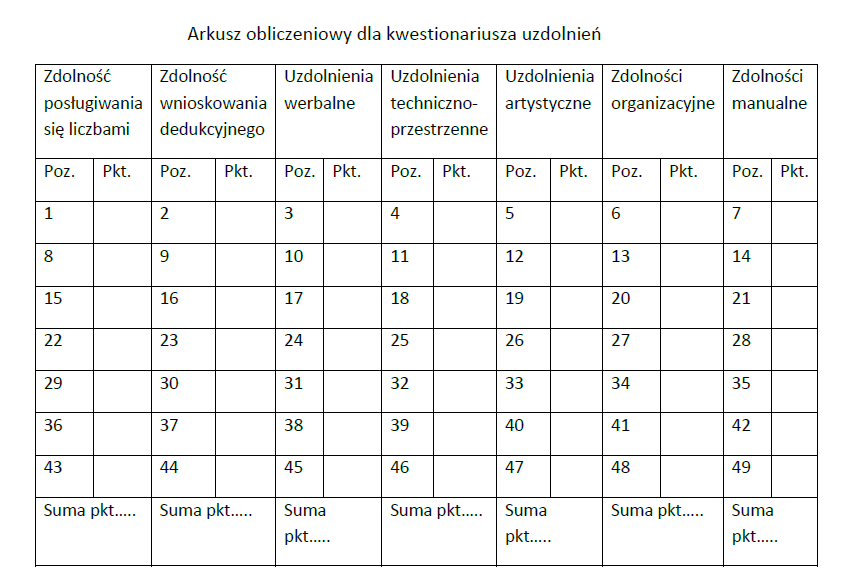 Arkusz obliczeniowy dla kwestionariusza uzdolnień
Zdolność posługiwania się liczbami
Zdolność wnioskowania dedukcyjnego
Uzdolnienia werbalne
Uzdolnienia techniczno-przestrzenne
Uzdolnienia artystyczne
Zdolności organizacyjne
Zdolności manualne
Poz. Pkt. Poz. Pkt. Poz. Pkt. Poz. Pkt. Poz. Pkt. Poz. Pkt. Poz. Pkt.
1 2 3 4 5 6 7
8 9 10 11 12 13 14
15 16 17 18 19 20 21
22 23 24 25 26 27 28
29 30 31 32 33 34 35
36 37 38 39 40 41 42
43 44 45 46 47 48 49
Suma pkt..... Suma pkt..... Suma pkt..... Suma pkt..... Suma pkt..... Suma pkt..... Suma pkt.....